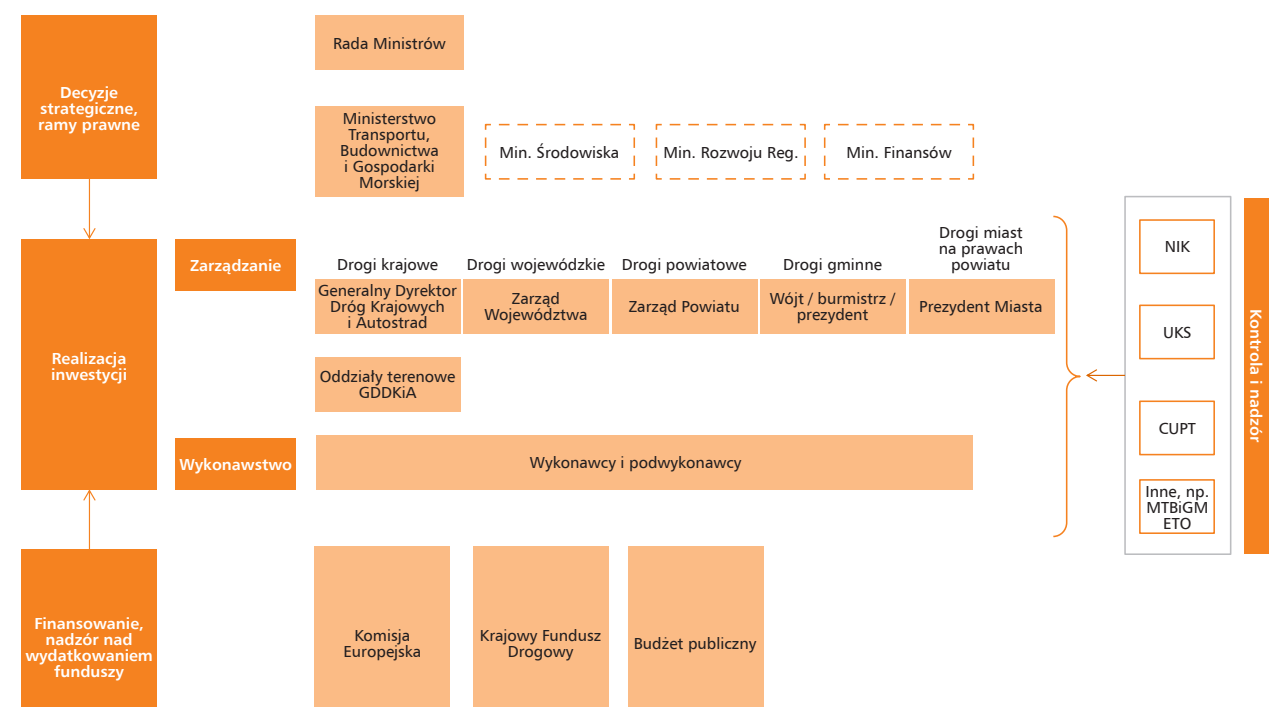 Decyzje
strategiczne,
ramy prawne
Rada Ministrów
Ministerstwo
Transportu,
Budownictwa
i Gospodarki
Morskiej
Min. Środowiska
Min. Rozwoju Reg.
Min. Finansów
Realizacja
inwestycji
Zarządzanie
Drogi krajowe
Generalny Dyrektor
Dróg Krajowych
i Autostrad
Drogi wojewódzkie
Zarząd
Województwa
Drogi powiatowe
Zarząd Powiatu
Drogi gminne
Wójt / burmistrz /
prezydent
Drogi miast
na prawach
powiatu
Prezydent Miasta
Oddziały terenowe
GDDKiA
Wykonawstwo
Wykonawcy i podwykonawcy
Finansowanie,
nadzór nad
wydatkowaniem
funduszy
Komisja
Europejska
Krajowy Fundusz
Drogowy
Budżet publiczny
NIK
UKS
CUPT
Inne, np.
MTBiGM
ETO
Kontrola i nadzór